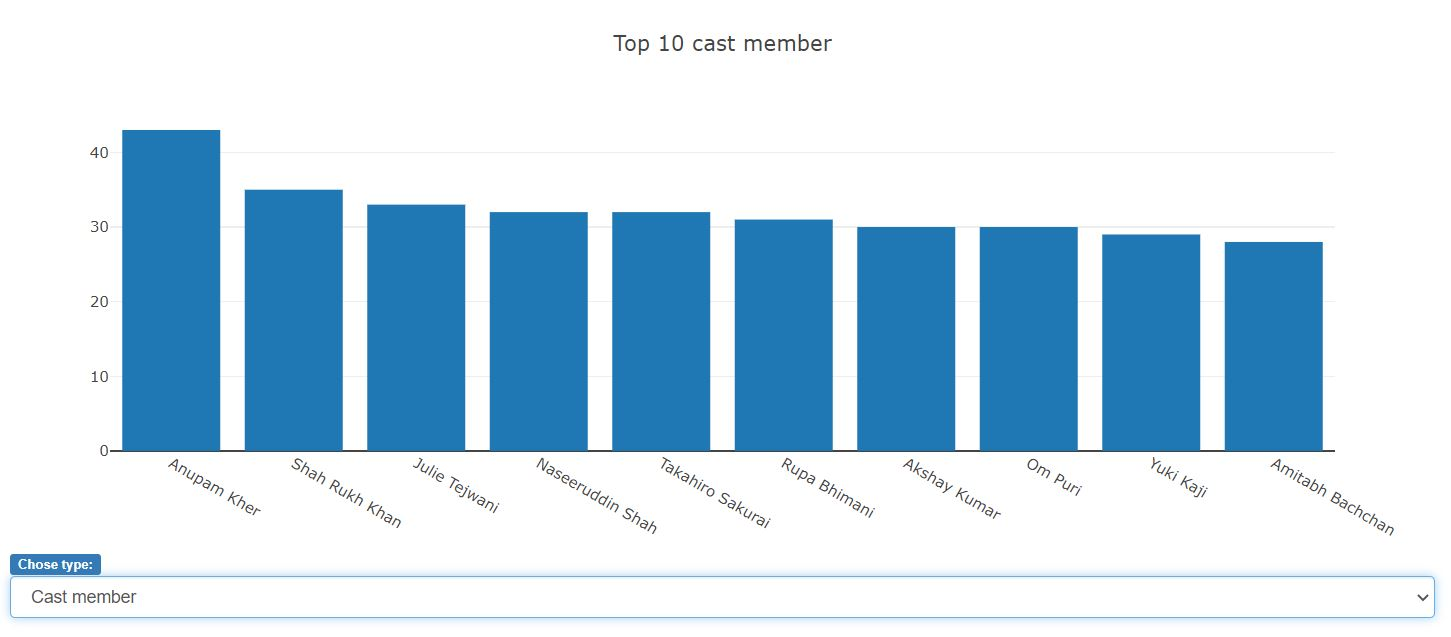 Top 10 cast member
40
30
20
10
0
Anupam Kher
Shah Rukh Khan
Julie Tejwani
Naseeruddin Shah
Takahiro Sakurai
Rupa Bhimani
Akshay Kumar
Om Puri
Yuki Kaji
Amitabh Bachchan
Chose type:
Cast member